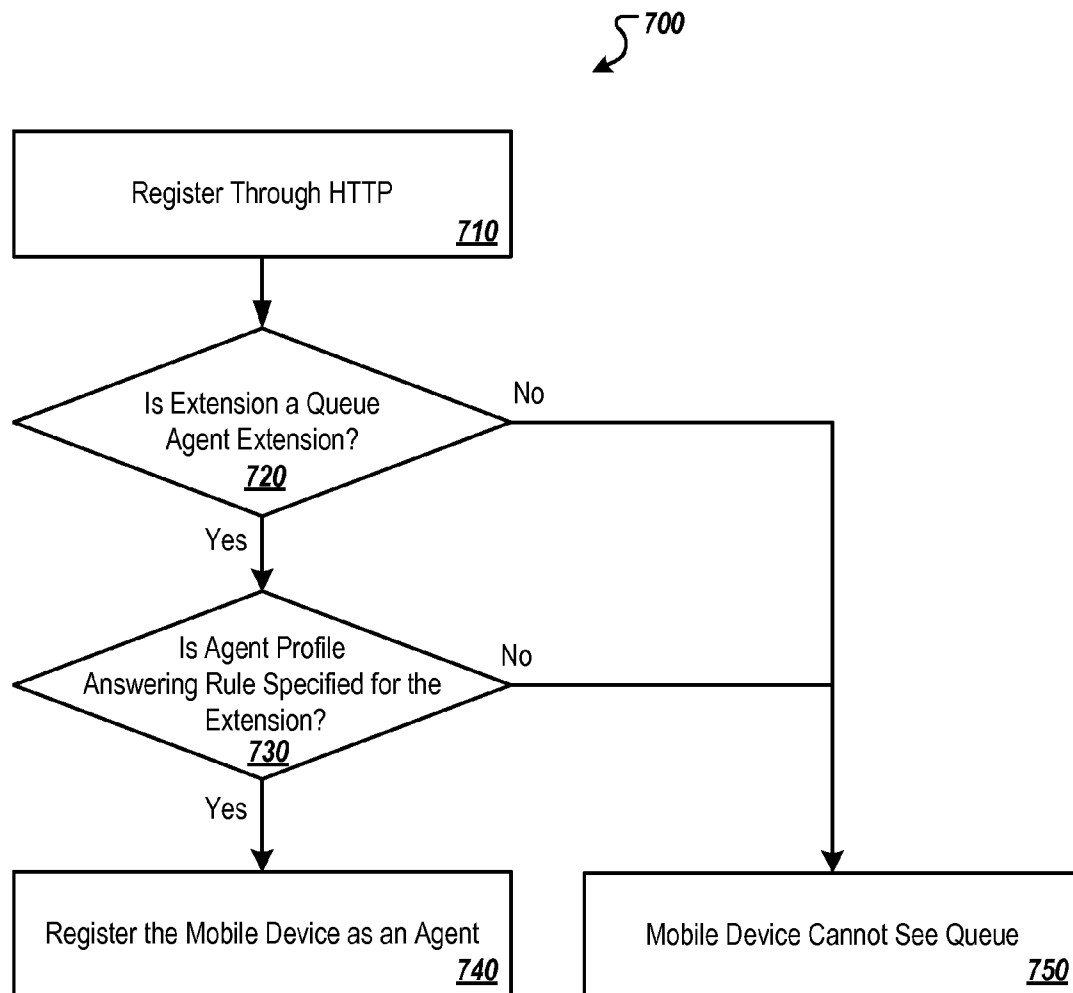 700
Register Through HTTP
710
Is Extension a Queue
Agent Extension?
720
No
Yes
Is Agent Profile
Answering Rule Specified for the
Extension?
730
No
Yes
Register the Mobile Device as an Agent
740
Mobile Device Cannot See Queue
750